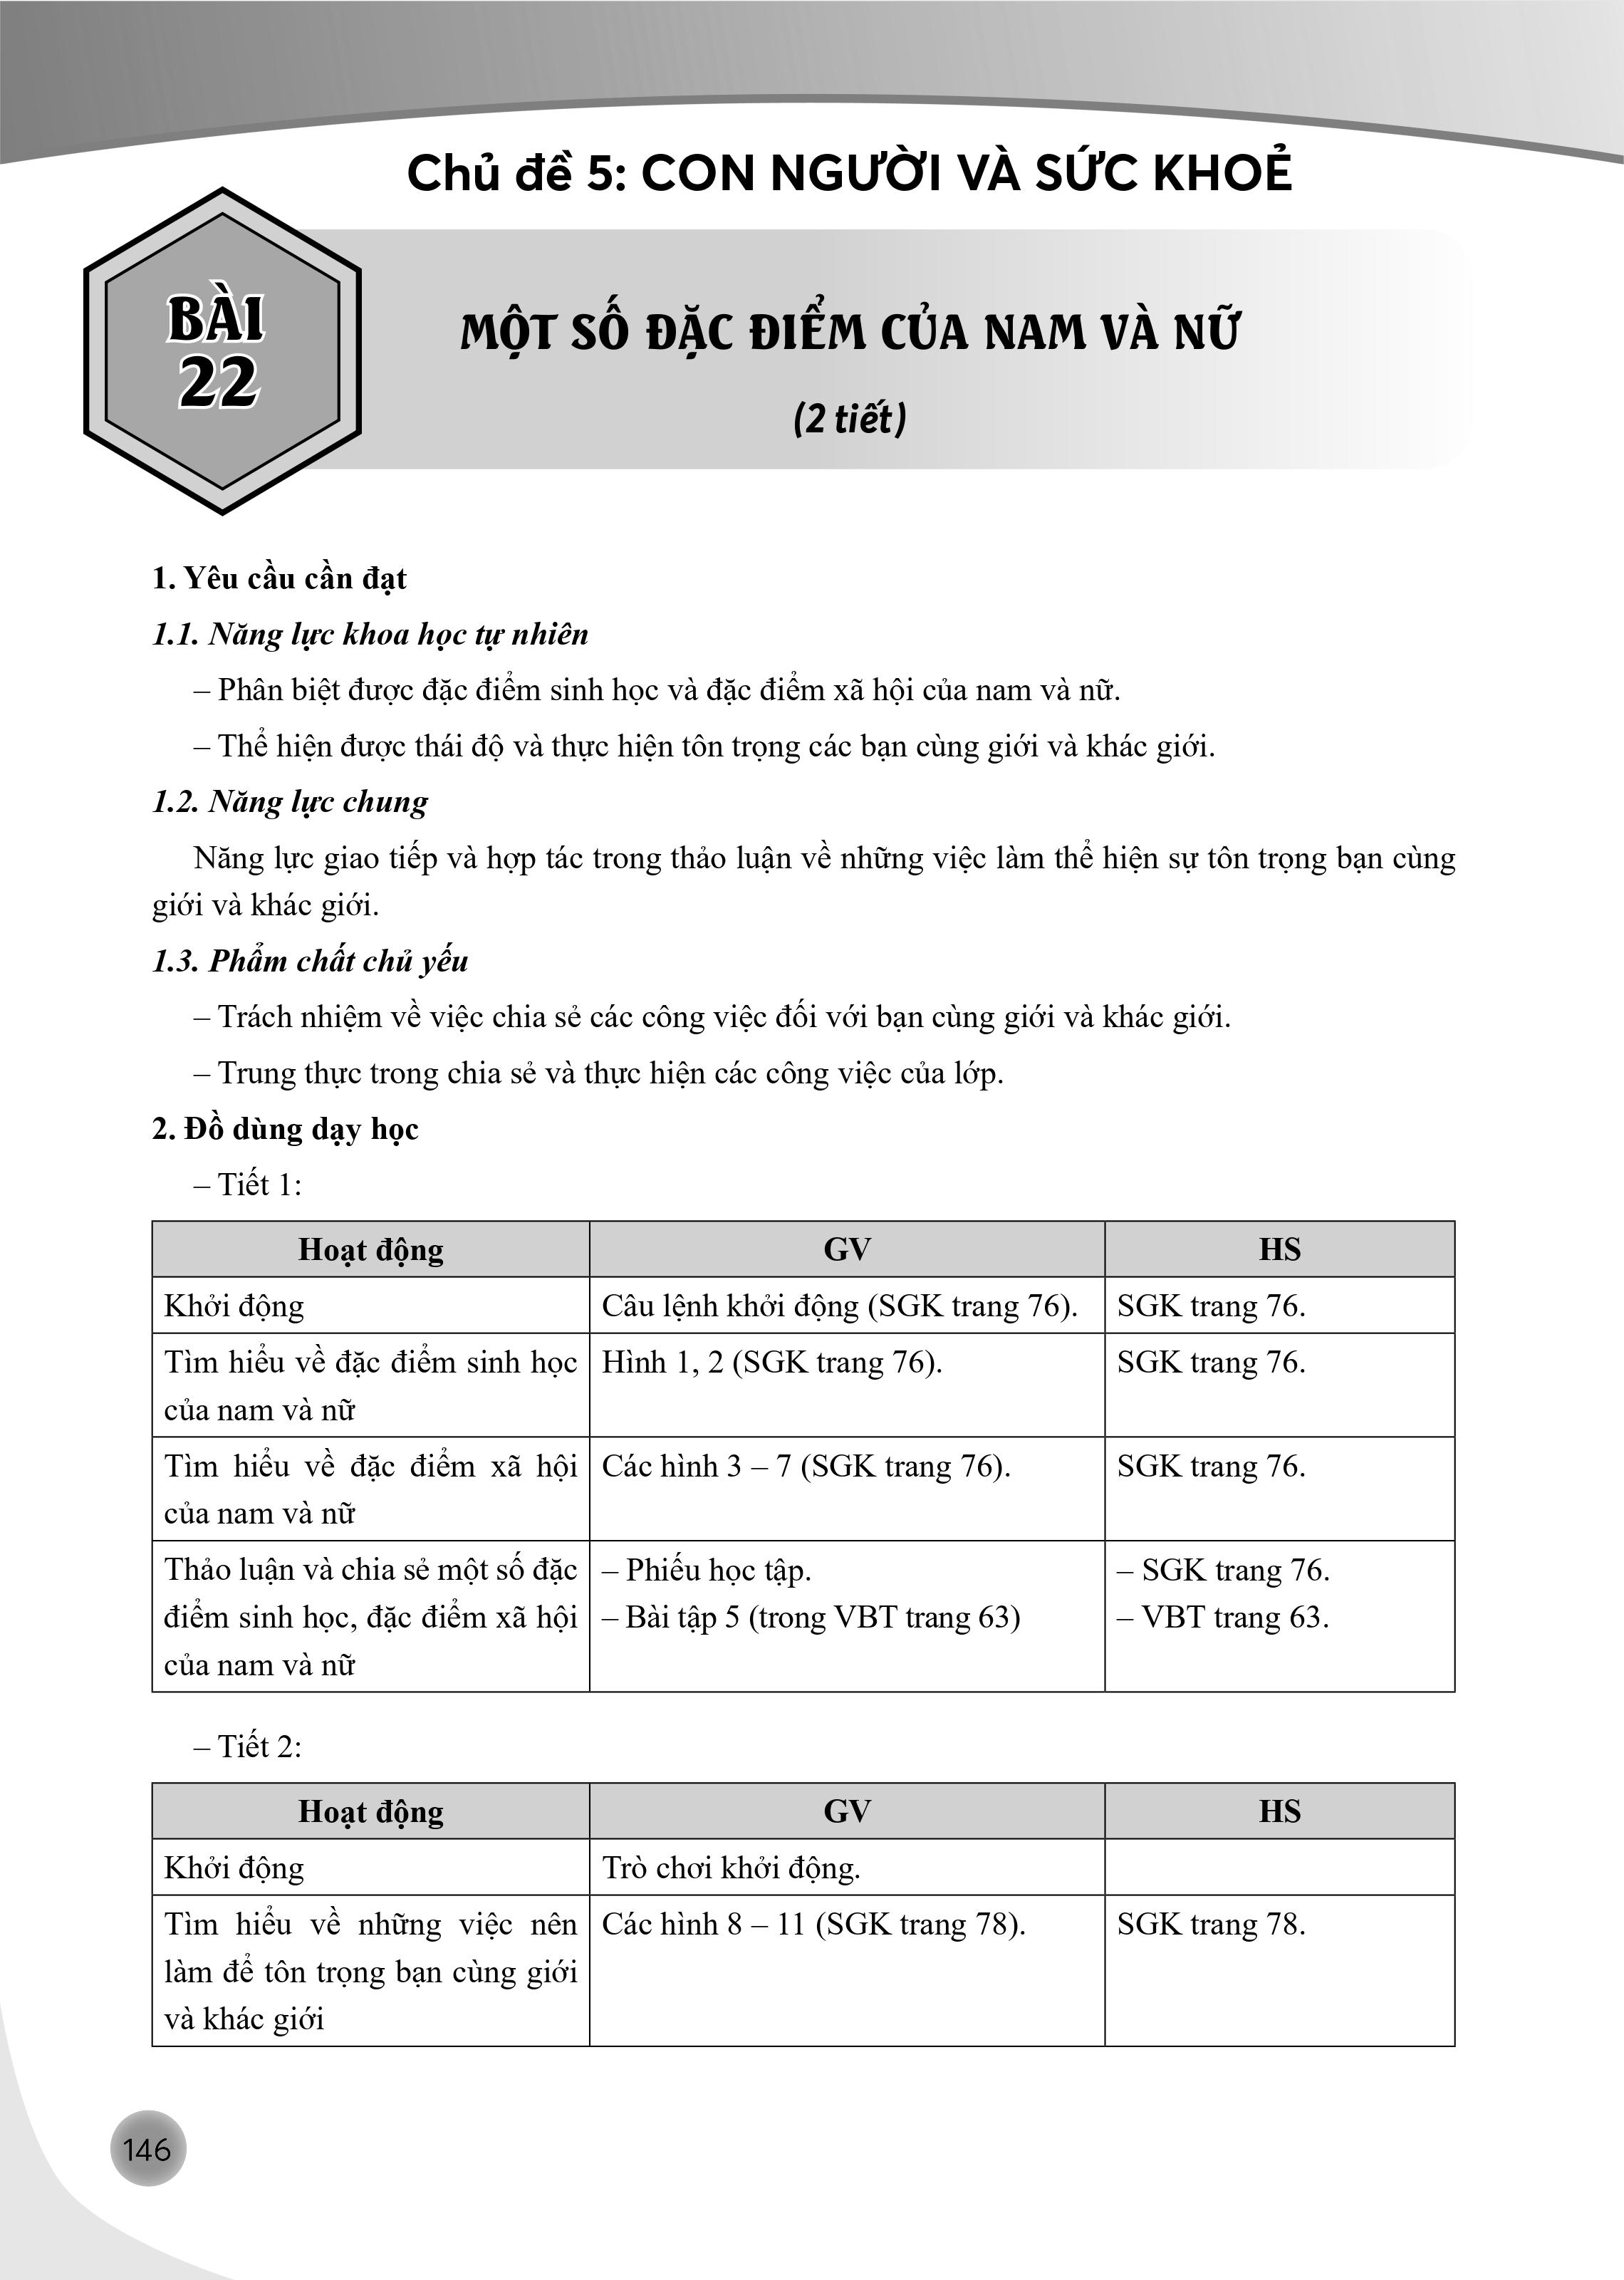 Chủ đề 5: CON NGƯỜI VÀ SỨC KHOẺ
BÀI
22
MỘT SỐ ĐẶC ĐIỂM CỦA NAM VÀ NỮ
(2 tiết)
1. Yêu cầu cần đạt
1.1. Năng lực khoa học tự nhiên
– Phân biệt được đặc điểm sinh học và đặc điểm xã hội của nam và nữ.
– Thể hiện được thái độ và thực hiện tôn trọng các bạn cùng giới và khác giới.
1.2. Năng lực chung
Năng lực giao tiếp và hợp tác trong thảo luận về những việc làm thể hiện sự tôn trọng bạn cùng
giới và khác giới.
1.3. Phẩm chất chủ yếu
– Trách nhiệm về việc chia sẻ các công việc đối với bạn cùng giới và khác giới.
– Trung thực trong chia sẻ và thực hiện các công việc của lớp.
2. Đồ dùng dạy học
– Tiết 1:
Hoạt động GV HS
Khởi động Câu lệnh khởi động (SGK trang 76). SGK trang 76.
Tìm hiểu về đặc điểm sinh học Hình 1, 2 (SGK trang 76). SGK trang 76.
của nam và nữ
Tìm hiểu về đặc điểm xã hội Các hình 3 – 7 (SGK trang 76). SGK trang 76.
của nam và nữ
Thảo luận và chia sẻ một số đặc – Phiếu học tập. – SGK trang 76.
điểm sinh học, đặc điểm xã hội – Bài tập 5 (trong VBT trang 63) – VBT trang 63.
của nam và nữ
– Tiết 2:
Hoạt động GV HS
Khởi động Trò chơi khởi động.
Tìm hiểu về những việc nên Các hình 8 – 11 (SGK trang 78). SGK trang 78.
làm để tôn trọng bạn cùng giới
và khác giới
146